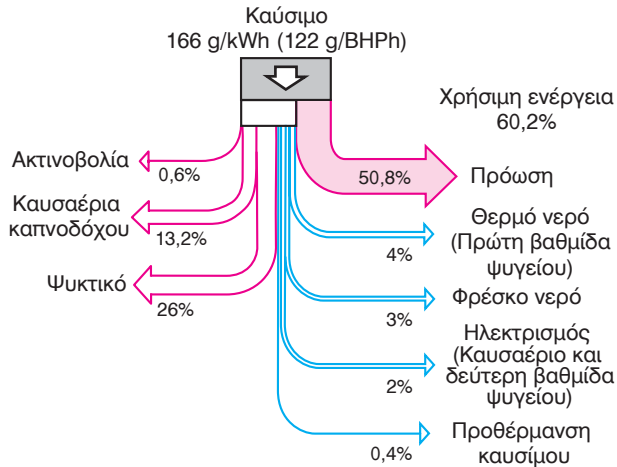 Καύσιμο
166 g/kWh (122 g/BHPh)
Χρήσιμη ενέργεια
60,2%
Ακτινοβολία
0,6%
Καυσαέρια
καπνοδόχου
13,2%
Ψυκτικό
26%
50,8%
Πρόωση
Θερμό νερό
(Πρώτη βαθμίδα
ψυγείου)
4%
Φρέσκο νερό
3%
Ηλεκτρισμός
(Καυσαέριο και
δεύτερη βαθμίδα
ψυγείου)
2%
Προθέρμανση
καυσίμου
0,4%